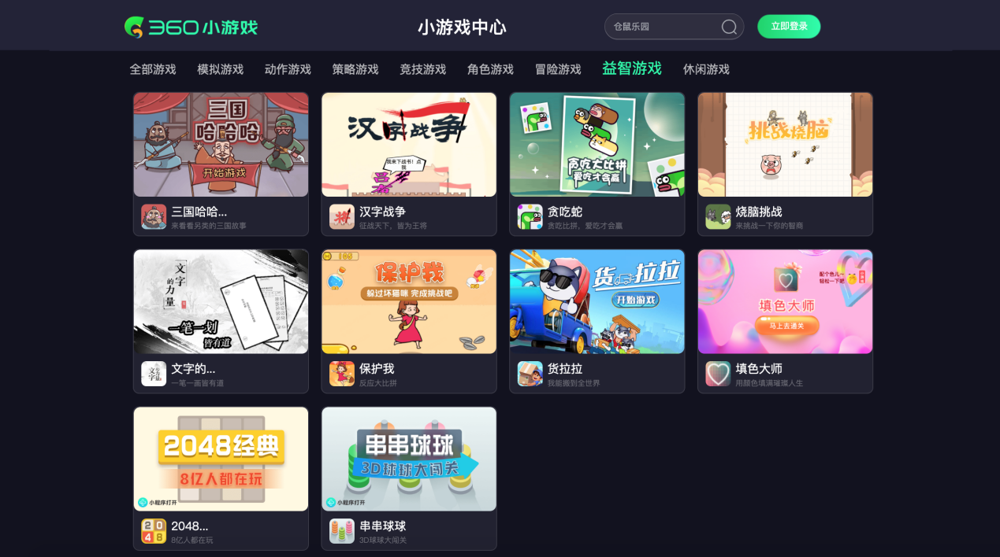 360小游戏
小游戏中心
仓鼠乐园
立即登录
全部游戏 模拟游戏 动作游戏 策略游戏 竞技游戏 角色游戏 冒险游戏 益智游戏 休闲游戏
三国
哈哈哈
开始游戏
三国哈哈...
来看看另类的三国故事
汉字战争
我来下战书！点
我
汉字战争
征战天下，皆为王将
贪吃大比拼
爱吃才会赢
贪吃蛇
贪吃比拼，爱吃才会赢
挑战烧脑
烧脑挑战
来挑战一下你的智商
文字
的力量
一笔一划
皆有道
文字的...
一笔一画皆有道
105
保护我
躲过坏猫咪 完成挑战吧
保护我
反应大比拼
货拉拉
开始游戏
货拉拉
我能搬到全世界
配个色儿~
轻松一下吧
填色大师
马上去通关
填色大师
用颜色填满璀璨人生
2048经典
8亿人都在玩
小程序打开
2048
2048...
8亿人都在玩
串串球球
3D球球大闯关
小程序打开
串串球球
3D球球大闯关